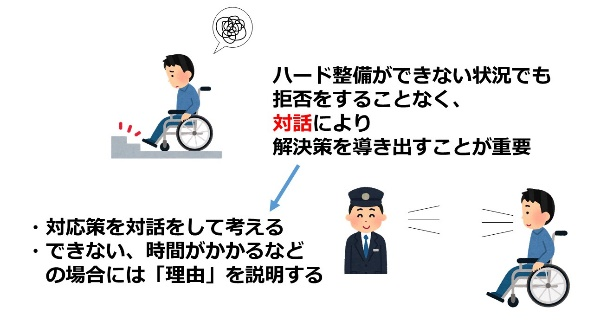 ハード整備ができない状況でも
拒否をすることなく、
対話により
解決策を導き出すことが重要
・対応策を対話をして考える
・できない、時間がかかるなど
の場合には「理由」を説明する